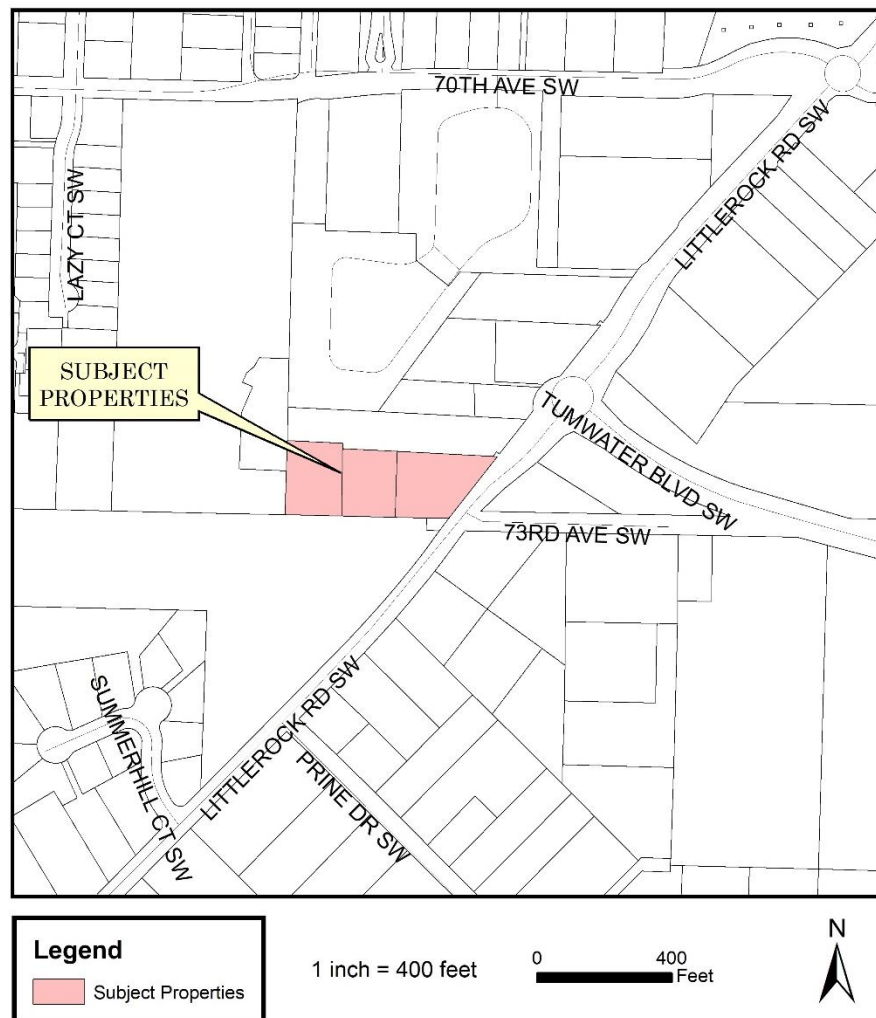 70TH AVE SW
LITTLEROCK RD SW
LAZY CT SW
SUBJECT
PROPERTIES
TUMWATER BLVD SW
73RD AVE SW
SUMMERHILL CT SW
LITTLEROCK RD SW
PRINE DR SW
Legend
Subject Properties
1 inch = 400 feet
0 400
Feet
N